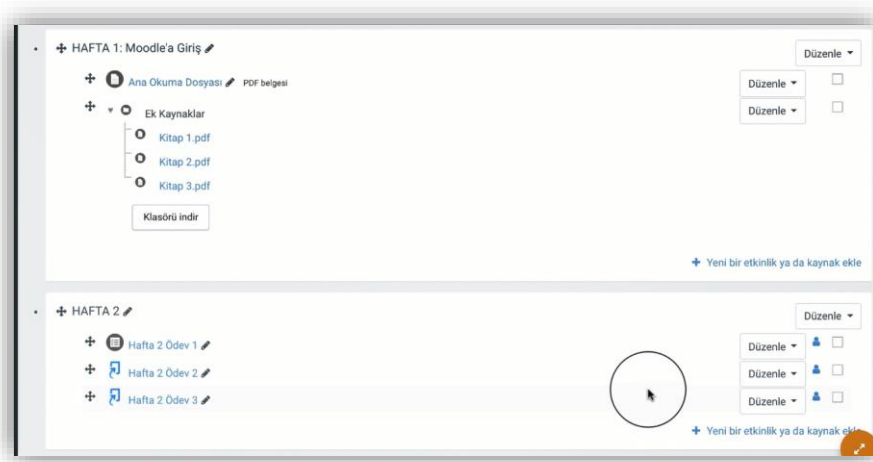 HAFTA 1: Moodle'a Giriş
Düzenle
Ana Okuma Dosyası PDF belgesi
Düzenle
Ek Kaynaklar
Düzenle
Kitap 1.pdf
Kitap 2.pdf
Kitap 3.pdf
Klasörü indir
+ Yeni bir etkinlik ya da kaynak ekle
HAFTA 2
Düzenle
Hafta 2 Ödev 1
Düzenle
Hafta 2 Ödev 2
Düzenle
Hafta 2 Ödev 3
Düzenle
+ Yeni bir etkinlik ya da kaynak ekle